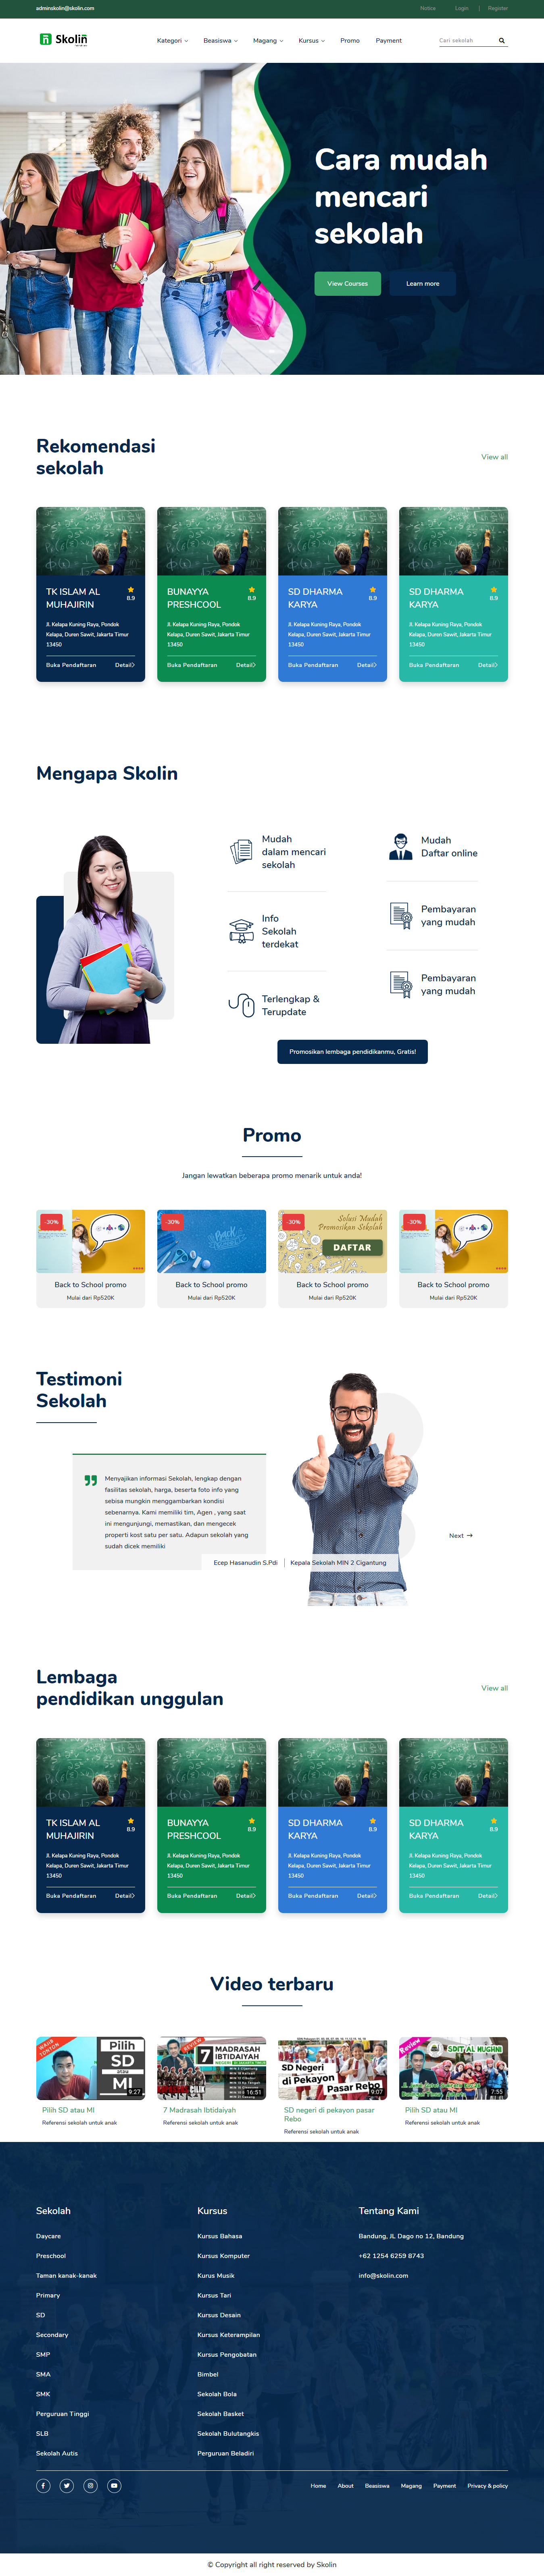 adminskolin@skolin.com
Notice
Login | Register
Skolin
Kategori
Beasiswa
Magang
Kursus
Promo
Payment
Cari sekolah
Cara mudah
mencari
sekolah
View Courses
Learn more
Rekomendasi
sekolah
View all
TK ISLAM AL
MUHAJIRIN
8.9
Jl. Kelapa Kuning Raya, Pondok
Kelapa, Duren Sawit, Jakarta Timur
13450
Buka Pendaftaran
Detail
BUNAYYA
PRESHCOOL
8.9
Jl. Kelapa Kuning Raya, Pondok
Kelapa, Duren Sawit, Jakarta Timur
13450
Buka Pendaftaran
Detail
SD DHARMA
KARYA
8.9
Jl. Kelapa Kuning Raya, Pondok
Kelapa, Duren Sawit, Jakarta Timur
13450
Buka Pendaftaran
Detail
SD DHARMA
KARYA
8.9
Jl. Kelapa Kuning Raya, Pondok
Kelapa, Duren Sawit, Jakarta Timur
13450
Buka Pendaftaran
Detail
Mengapa Skolin
Mudah
dalam mencari
sekolah
Info
Sekolah
terdekat
Terlengkap &
Terupdate
Mudah
Daftar online
Pembayaran
yang mudah
Pembayaran
yang mudah
Promosikan lembaga pendidikanmu, Gratis!
Promo
Jangan lewatkan beberapa promo menarik untuk anda!
-30%
Back to School promo
Mulai dari Rp520K
-30%
Back to School promo
Mulai dari Rp520K
-30%
Solusi Mudah
Promosikan Sekolah
DAFTAR
Back to School promo
Mulai dari Rp520K
-30%
Back to School promo
Mulai dari Rp520K
Testimoni
Sekolah
Menyajikan informasi Sekolah, lengkap dengan
fasilitas sekolah, harga, beserta foto info yang
sebisa mungkin menggambarkan kondisi
sebenarnya. Kami memiliki tim, Agen , yang saat
ini mengunjungi, memastikan, dan mengecek
properti kost satu per satu. Adapun sekolah yang
sudah dicek memiliki
Ecep Hasanudin S.Pdi | Kepala Sekolah MIN 2 Cigantung
Next →
Lembaga
pendidikan unggulan
View all
TK ISLAM AL
MUHAJIRIN
8.9
Jl. Kelapa Kuning Raya, Pondok
Kelapa, Duren Sawit, Jakarta Timur
13450
Buka Pendaftaran
Detail
BUNAYYA
PRESHCOOL
8.9
Jl. Kelapa Kuning Raya, Pondok
Kelapa, Duren Sawit, Jakarta Timur
13450
Buka Pendaftaran
Detail
SD DHARMA
KARYA
8.9
Jl. Kelapa Kuning Raya, Pondok
Kelapa, Duren Sawit, Jakarta Timur
13450
Buka Pendaftaran
Detail
SD DHARMA
KARYA
8.9
Jl. Kelapa Kuning Raya, Pondok
Kelapa, Duren Sawit, Jakarta Timur
13450
Buka Pendaftaran
Detail
Video terbaru
WAJIB
TONTON
Pilih
SD
atau
MI
9:27
Pilih SD atau MI
Referensi sekolah untuk anak
REVIEW
7 MADRASAH
IBTIDAIYAH
16:51
7 Madrasah Ibtidaiyah
Referensi sekolah untuk anak
SD Negeri
di Pekayon
Pasar Rebo
9:07
SD negeri di pekayon pasar
Rebo
Referensi sekolah untuk anak
Review
SDIT AL MUGHNI
7:55
Pilih SD atau MI
Referensi sekolah untuk anak
Sekolah
Daycare
Preschool
Taman kanak-kanak
Primary
SD
Secondary
SMP
SMA
SMK
Perguruan Tinggi
SLB
Sekolah Autis
Kursus
Kursus Bahasa
Kursus Komputer
Kurus Musik
Kursus Tari
Kursus Desain
Kursus Keterampilan
Kursus Pengobatan
Bimbel
Sekolah Bola
Sekolah Basket
Sekolah Bulutangkis
Perguruan Beladiri
Tentang Kami
Bandung, JL Dago no 12, Bandung
+62 1254 6259 8743
info@skolin.com
Home
About
Beasiswa
Magang
Payment
Privacy & policy
© Copyright all right reserved by Skolin